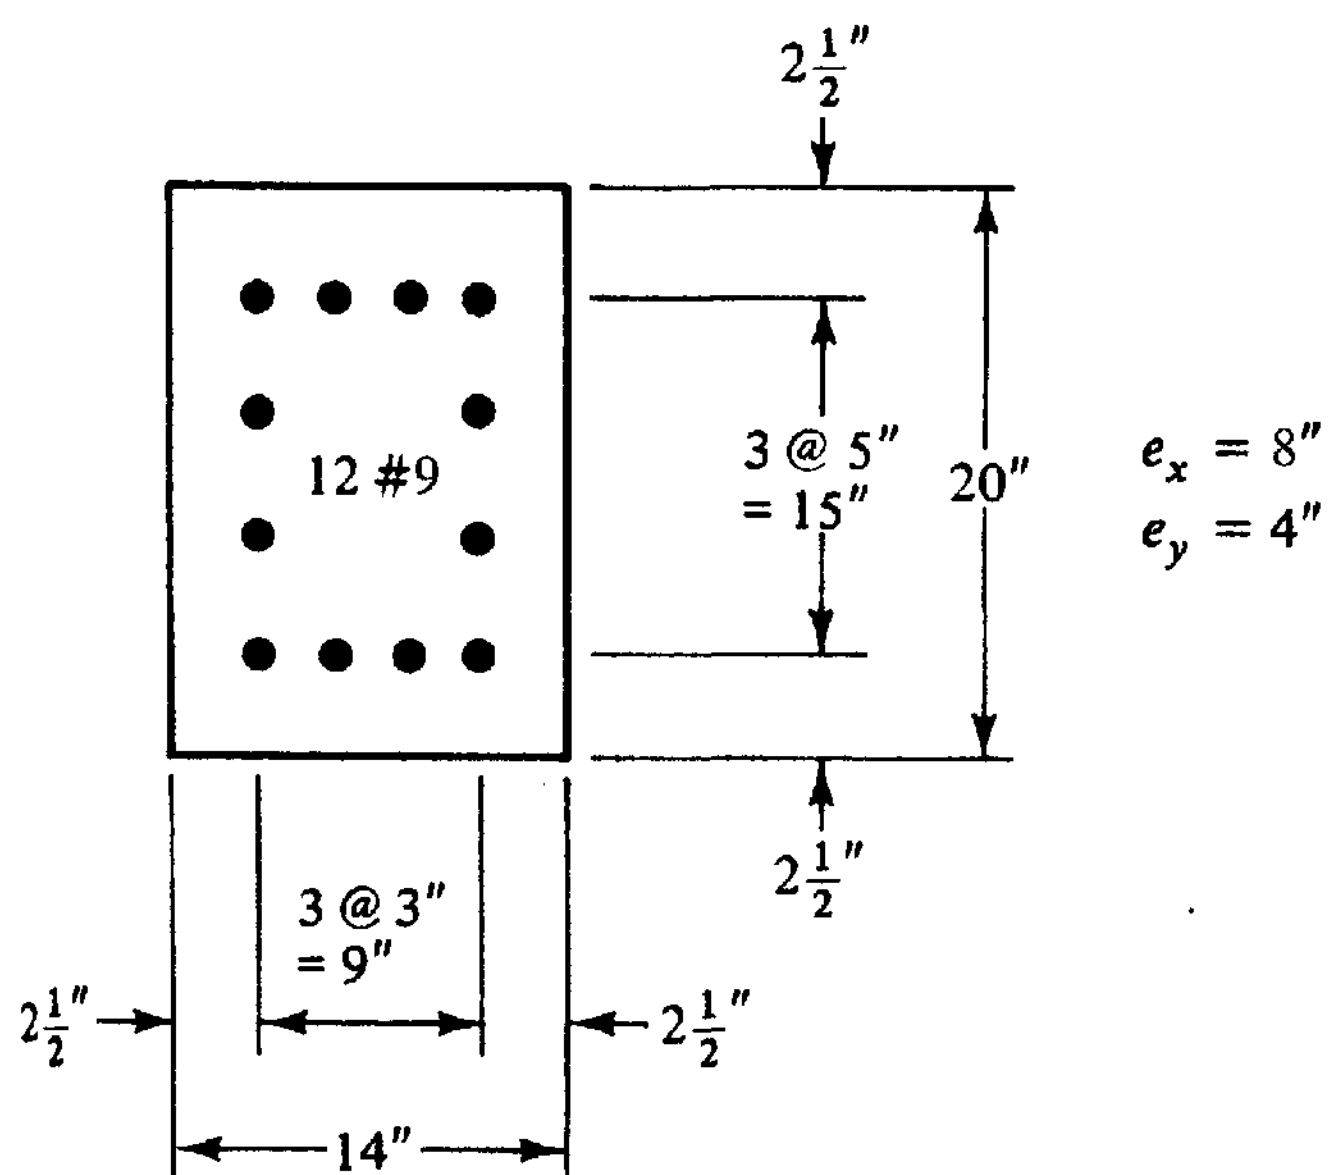 2 1/2"
12 #9
3 @ 5"
= 15"
20"
e_x = 8"
e_y = 4"
2 1/2"
3 @ 3"
= 9"
2 1/2"
2 1/2"
14"